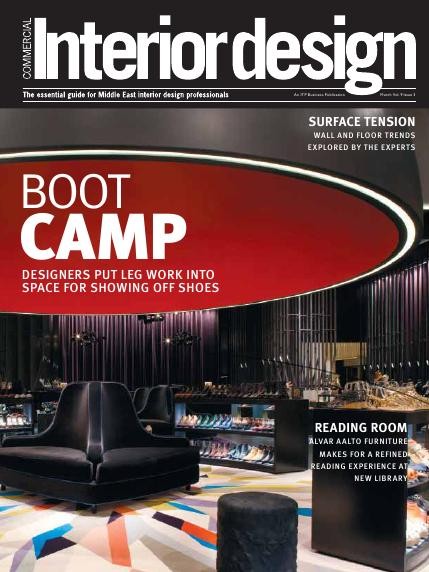 COMMERCIAL
Interior design
The essential guide for Middle East interior design professionals
An ITP Business Publication
SURFACE TENSION
WALL AND FLOOR TRENDS
EXPLORED BY THE EXPERTS
BOOT
CAMP
DESIGNERS PUT LEG WORK INTO
SPACE FOR SHOWING OFF SHOES
READING ROOM
ALVAR AALTO FURNITURE
MAKES FOR A REFINED
READING EXPERIENCE AT
NEW LIBRARY